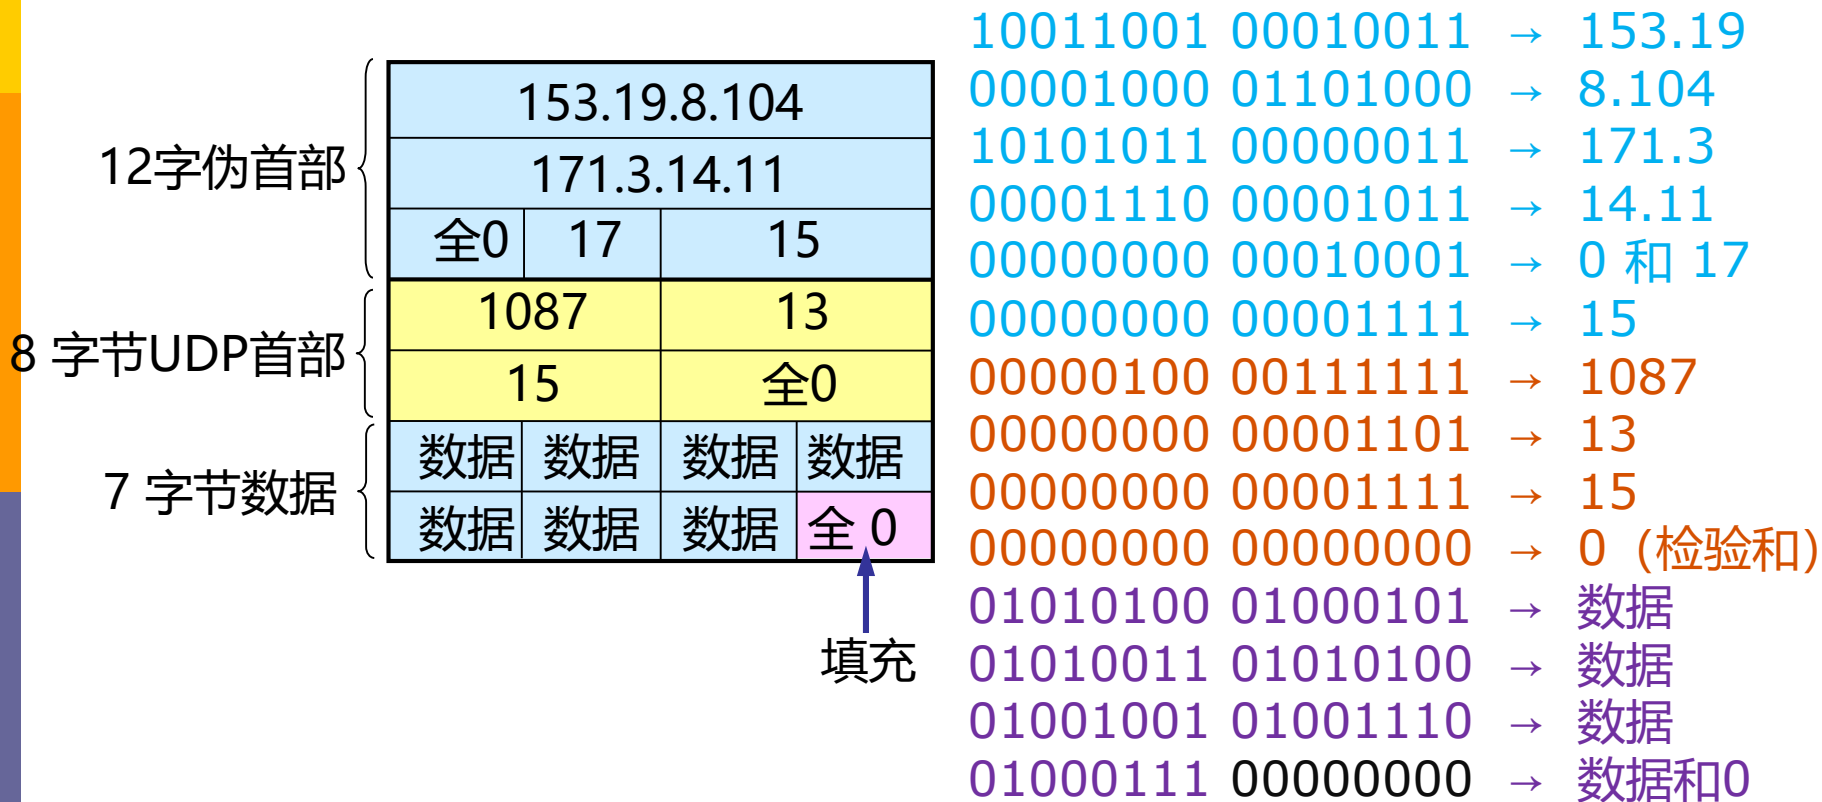 12字伪首部
153.19.8.104
171.3.14.11
全0 17 15
8 字节UDP首部
1087 13
15 全0
7 字节数据
数据 数据 数据 数据
数据 数据 数据 全 0
填充
10011001 00010011 → 153.19
00001000 01101000 → 8.104
10101011 00000011 → 171.3
00001110 00001011 → 14.11
00000000 00010001 → 0 和 17
00000000 00001111 → 15
00000100 00111111 → 1087
00000000 00001101 → 13
00000000 00001111 → 15
00000000 00000000 → 0 (检验和)
01010100 01000101 → 数据
01010011 01010100 → 数据
01001001 01001110 → 数据
01000111 00000000 → 数据和0